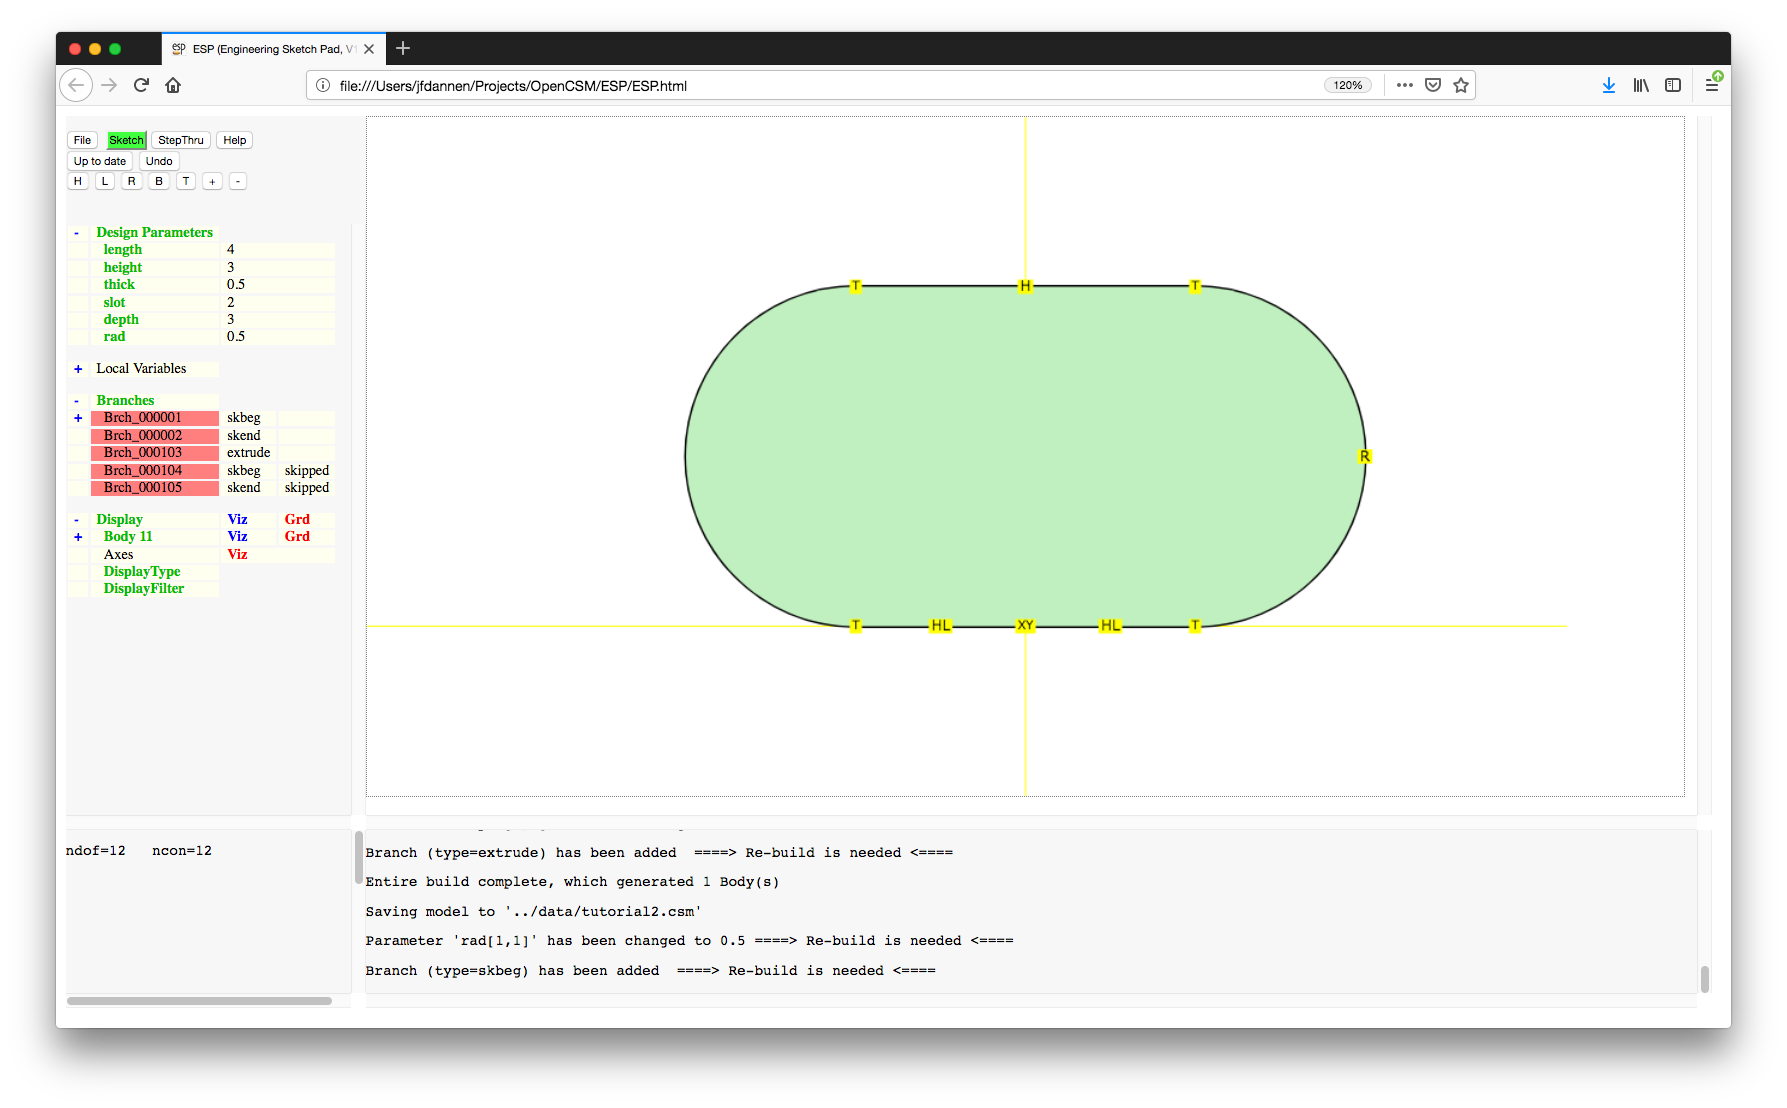 esp ESP (Engineering Sketch Pad, V1
file:///Users/jfdannen/Projects/OpenCSM/ESP/ESP.html 120%
File Sketch StepThru Help
Up to date Undo
H L R B T + -
- Design Parameters
length 4
height 3
thick 0.5
slot 2
depth 3
rad 0.5
+ Local Variables
- Branches
+ Brch_000001 skbeg
Brch_000002 skend
Brch_000103 extrude
Brch_000104 skbeg skipped
Brch_000105 skend skipped
- Display Viz Grd
+ Body 11 Viz Grd
Axes Viz
DisplayType
DisplayFilter
T H T
R
T HL XY HL T
ndof=12 ncon=12
Branch (type=extrude) has been added ====> Re-build is needed <====
Entire build complete, which generated 1 Body(s)
Saving model to '../data/tutorial2.csm'
Parameter 'rad[1,1]' has been changed to 0.5 ====> Re-build is needed <====
Branch (type=skbeg) has been added ====> Re-build is needed <====